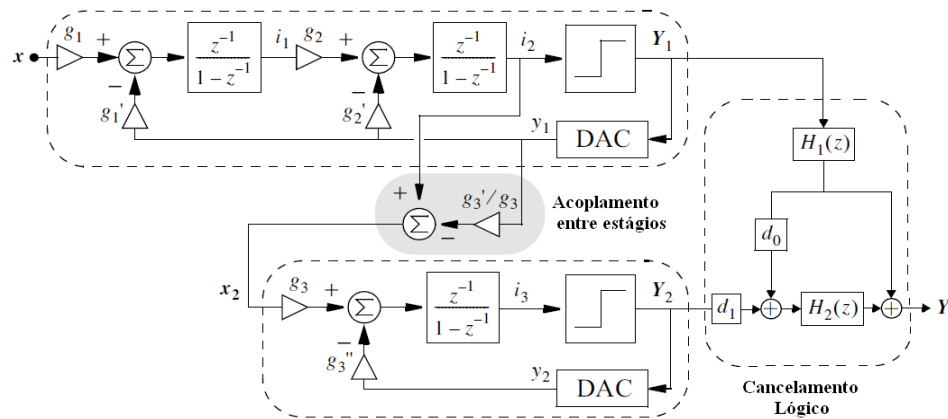 x g₁ + Σ z⁻¹ / 1 − z⁻¹ i₁ g₂ + Σ z⁻¹ / 1 − z⁻¹ i₂ Y₁
− g₁' − g₂' y₁ DAC
H₁(z)
+ Σ − g₃'/g₃ Acoplamento
entre estágios
d₀
x₂ g₃ + Σ z⁻¹ / 1 − z⁻¹ i₃ Y₂ d₁ + H₂(z) + Y
− g₃'' y₂ DAC
Cancelamento
Lógico